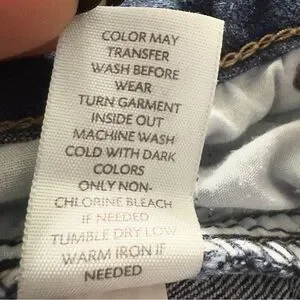 COLOR MAY
TRANSFER
WASH BEFORE
WEAR
TURN GARMENT
INSIDE OUT
MACHINE WASH
COLD WITH DARK
COLORS
ONLY NON-
CHLORINE BLEACH
IF NEEDED
TUMBLE DRY LOW
WARM IRON IF
NEEDED